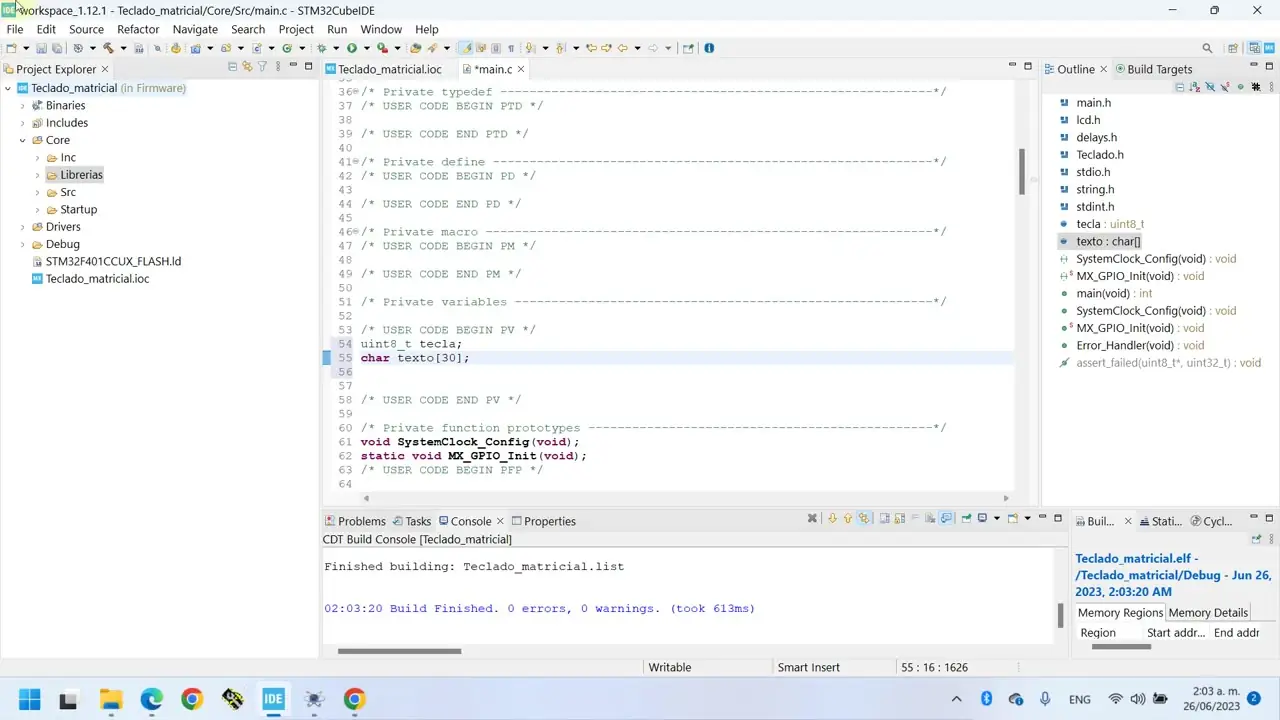 IDE workspace_1.12.1 - Teclado_matricial/Core/Src/main.c - STM32CubeIDE
File Edit Source Refactor Navigate Search Project Run Window Help
Project Explorer
Teclado_matricial (in Firmware)
Binaries
Includes
Core
Inc
Librerias
Src
Startup
Drivers
Debug
STM32F401CCUX_FLASH.ld
MX Teclado_matricial.ioc
MX Teclado_matricial.ioc *main.c
36 /* Private typedef ------------------------------------------------------------*/
37 /* USER CODE BEGIN PTD */
38
39 /* USER CODE END PTD */
40
41 /* Private define ------------------------------------------------------------*/
42 /* USER CODE BEGIN PD */
43
44 /* USER CODE END PD */
45
46 /* Private macro -------------------------------------------------------------*/
47 /* USER CODE BEGIN PM */
48
49 /* USER CODE END PM */
50
51 /* Private variables ---------------------------------------------------------*/
52
53 /* USER CODE BEGIN PV */
54 uint8_t tecla;
55 char texto[30];
56
57
58 /* USER CODE END PV */
59
60 /* Private function prototypes -----------------------------------------------*/
61 void SystemClock_Config(void);
62 static void MX_GPIO_Init(void);
63 /* USER CODE BEGIN PFP */
64
Outline Build Targets
main.h
lcd.h
delays.h
Teclado.h
stdio.h
string.h
stdint.h
tecla : uint8_t
texto : char[]
SystemClock_Config(void) : void
MX_GPIO_Init(void) : void
main(void) : int
SystemClock_Config(void) : void
MX_GPIO_Init(void) : void
Error_Handler(void) : void
assert_failed(uint8_t*, uint32_t) : void
Problems Tasks Console Properties
CDT Build Console [Teclado_matricial]
Finished building: Teclado_matricial.list
02:03:20 Build Finished. 0 errors, 0 warnings. (took 613ms)
Buil... Stati... Cycl...
Teclado_matricial.elf -
/Teclado_matricial/Debug - Jun 26,
2023, 2:03:20 AM
Memory Regions Memory Details
Region Start addr... End addr
Writable Smart Insert 55 : 16 : 1626
IDE
ENG
2:03 a. m.
26/06/2023
2